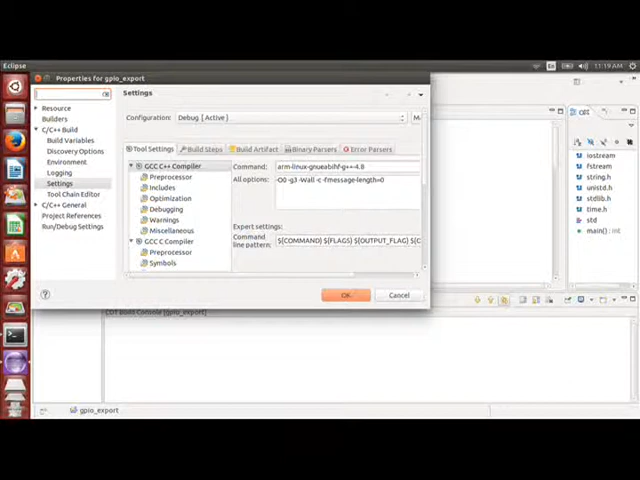 Eclipse
En
11:19 AM
Properties for gpio_export
Settings
Resource
Builders
C/C++ Build
Build Variables
Discovery Options
Environment
Logging
Settings
Tool Chain Editor
C/C++ General
Project References
Run/Debug Settings
Configuration:
Debug [ Active ]
Tool Settings
Build Steps
Build Artifact
Binary Parsers
Error Parsers
GCC C++ Compiler
Preprocessor
Includes
Optimization
Debugging
Warnings
Miscellaneous
GCC C Compiler
Preprocessor
Symbols
Command:
arm-linux-gnueabihf-g++-4.8
All options:
-O0 -g3 -Wall -c -fmessage-length=0
Expert settings:
Command
line pattern:
${COMMAND} ${FLAGS} ${OUTPUT_FLAG} ${O
OK
Cancel
iostream
fstream
string.h
unistd.h
stdlib.h
time.h
std
main() : int
CDT Build Console [gpio_export]
gpio_export